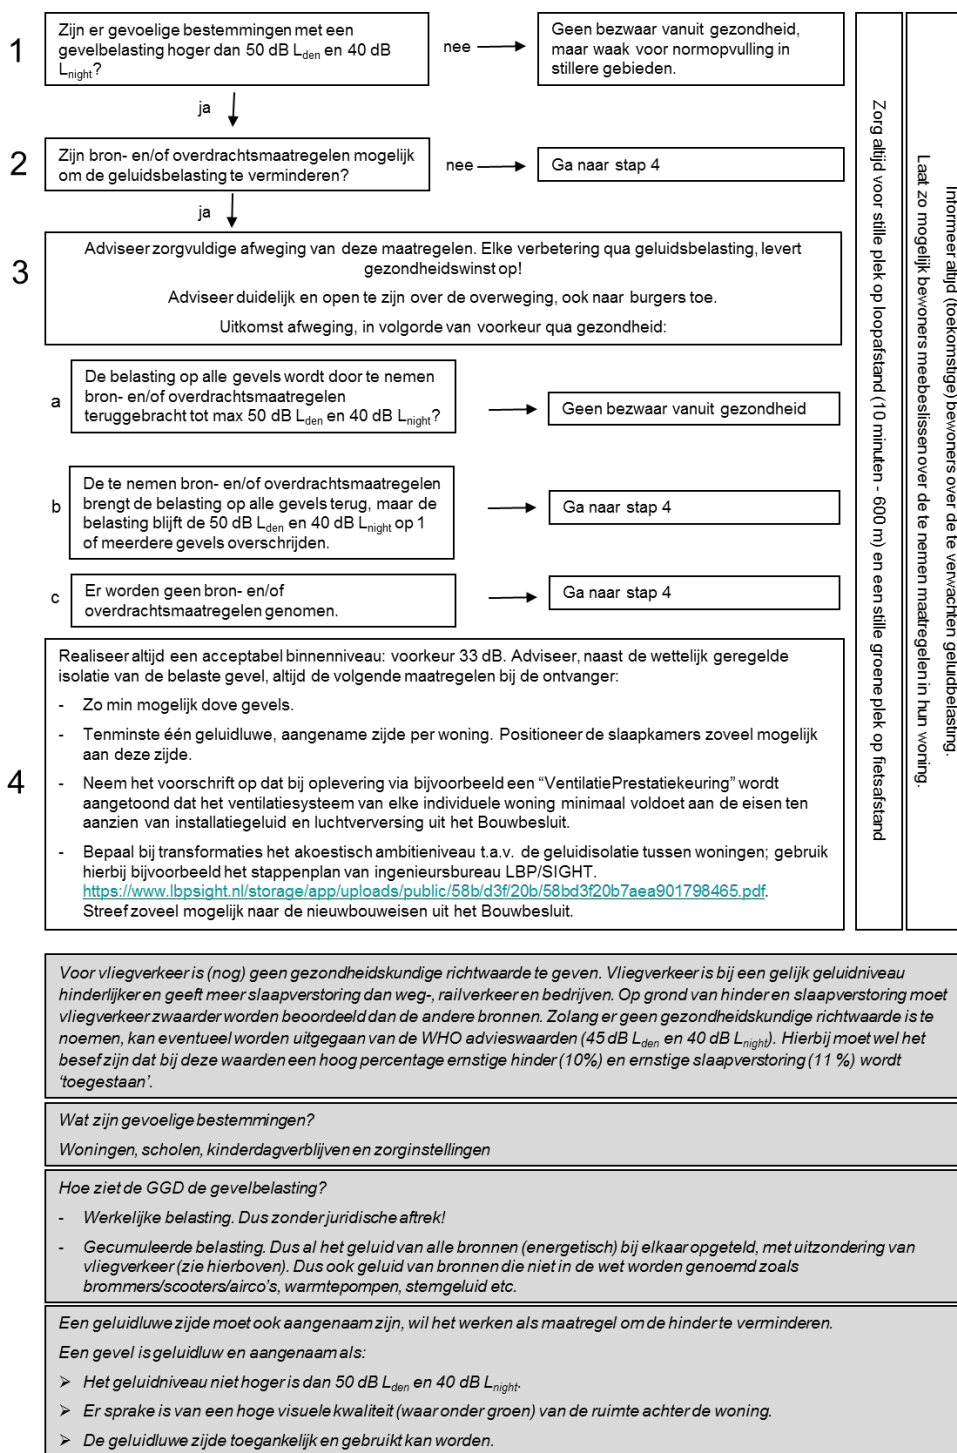 1
Zijn er gevoelige bestemmingen met een
gevelbelasting hoger dan 50 dB Lden en 40 dB
Lnight?
nee
Geen bezwaar vanuit gezondheid,
maar waak voor normopvulling in
stillere gebieden.
ja
2
Zijn bron- en/of overdrachtsmaatregelen mogelijk
om de geluidsbelasting te verminderen?
nee
Ga naar stap 4
ja
3
Adviseer zorgvuldige afweging van deze maatregelen. Elke verbetering qua geluidsbelasting, levert
gezondheidswinst op!
Adviseer duidelijk en open te zijn over de overweging, ook naar burgers toe.
Uitkomst afweging, in volgorde van voorkeur qua gezondheid:
a
De belasting op alle gevels wordt door te nemen
bron- en/of overdrachtsmaatregelen
teruggebracht tot max 50 dB Lden en 40 dB Lnight?
Geen bezwaar vanuit gezondheid
b
De te nemen bron- en/of overdrachtsmaatregelen
brengt de belasting op alle gevels terug, maar de
belasting blijft de 50 dB Lden en 40 dB Lnight op 1
of meerdere gevels overschrijden.
Ga naar stap 4
c
Er worden geen bron- en/of
overdrachtsmaatregelen genomen.
Ga naar stap 4
4
Realiseer altijd een acceptabel binnenniveau: voorkeur 33 dB. Adviseer, naast de wettelijk geregelde
isolatie van de belaste gevel, altijd de volgende maatregelen bij de ontvanger:
- Zo min mogelijk dove gevels.
- Tenminste één geluidluwe, aangename zijde per woning. Positioneer de slaapkamers zoveel mogelijk
aan deze zijde.
- Neem het voorschrift op dat bij oplevering via bijvoorbeeld een “VentilatiePrestatiekeuring” wordt
aangetoond dat het ventilatiesysteem van elke individuele woning minimaal voldoet aan de eisen ten
aanzien van installatiegeluid en luchtverversing uit het Bouwbesluit.
- Bepaal bij transformaties het akoestisch ambitieniveau t.a.v. de geluidisolatie tussen woningen; gebruik
hierbij bijvoorbeeld het stappenplan van ingenieursbureau LBP/SIGHT.
https://www.lbpsight.nl/storage/app/uploads/public/58b/d3f/20b/58bd3f20b7aea901798465.pdf.
Streef zoveel mogelijk naar de nieuwbouweisen uit het Bouwbesluit.
Zorg altijd voor stille plek op loopafstand (10 minuten - 600 m) en een stille groene plek op fietsafstand
Informeer altijd (toekomstige) bewoners over de te verwachten geluidbelasting.
Laat zo mogelijk bewoners meebeslissen over de te nemen maatregelen in hun woning.
Voor vliegverkeer is (nog) geen gezondheidskundige richtwaarde te geven. Vliegverkeer is bij een gelijk geluidniveau
hinderlijker en geeft meer slaapverstoring dan weg-, railverkeer en bedrijven. Op grond van hinder en slaapverstoring moet
vliegverkeer zwaarder worden beoordeeld dan de andere bronnen. Zolang er geen gezondheidskundige richtwaarde is te
noemen, kan eventueel worden uitgegaan van de WHO advieswaarden (45 dB Lden en 40 dB Lnight). Hierbij moet wel het
besef zijn dat bij deze waarden een hoog percentage ernstige hinder (10%) en ernstige slaapverstoring (11 %) wordt
‘toegestaan’.
Wat zijn gevoelige bestemmingen?
Woningen, scholen, kinderdagverblijven en zorginstellingen
Hoe ziet de GGD de gevelbelasting?
- Werkelijke belasting. Dus zonder juridische aftrek!
- Gecumuleerde belasting. Dus al het geluid van alle bronnen (energetisch) bij elkaar opgeteld, met uitzondering van
vliegverkeer (zie hierboven). Dus ook geluid van bronnen die niet in de wet worden genoemd zoals
brommers/scooters/airco’s, warmtepompen, stemgeluid etc.
Een geluidluwe zijde moet ook aangenaam zijn, wil het werken als maatregel om de hinder te verminderen.
Een gevel is geluidluw en aangenaam als:
➢ Het geluidniveau niet hoger is dan 50 dB Lden en 40 dB Lnight.
➢ Er sprake is van een hoge visuele kwaliteit (waar onder groen) van de ruimte achter de woning.
➢ De geluidluwe zijde toegankelijk en gebruikt kan worden.